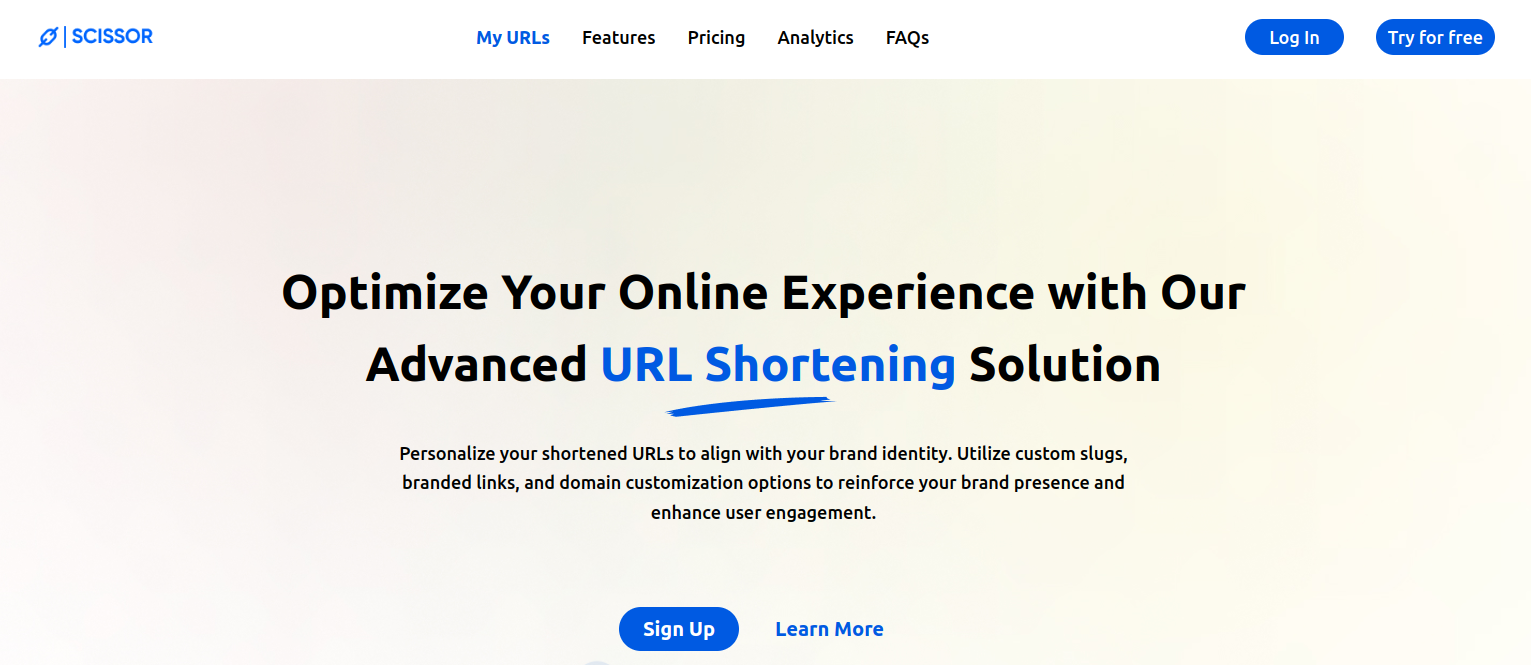 SCISSOR
My URLs Features Pricing Analytics FAQs
Log In Try for free
Optimize Your Online Experience with Our
Advanced URL Shortening Solution
Personalize your shortened URLs to align with your brand identity. Utilize custom slugs,
branded links, and domain customization options to reinforce your brand presence and
enhance user engagement.
Sign Up Learn More